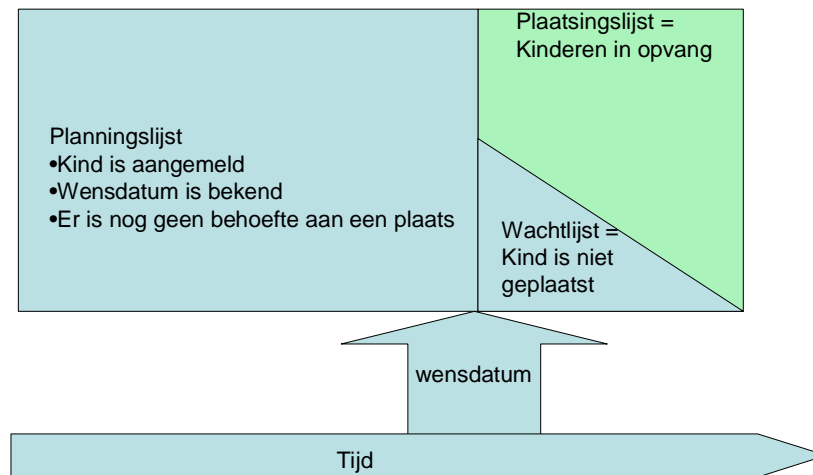 Plaatsingslijst =
Kinderen in opvang
Planningslijst
•Kind is aangemeld
•Wensdatum is bekend
•Er is nog geen behoefte aan een plaats
Wachtlijst =
Kind is niet
geplaatst
wensdatum
Tijd